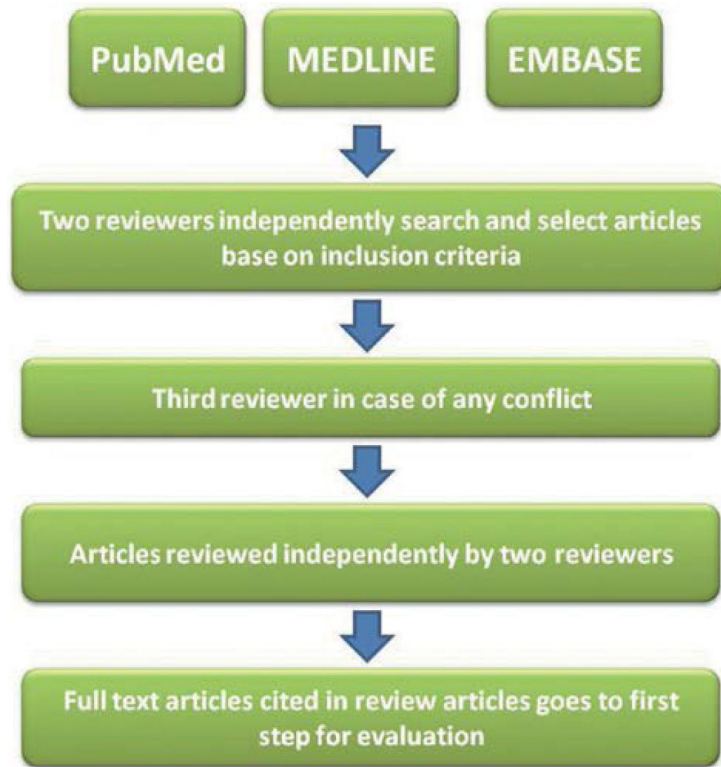 PubMed MEDLINE EMBASE
Two reviewers independently search and select articles
base on inclusion criteria
Third reviewer in case of any conflict
Articles reviewed independently by two reviewers
Full text articles cited in review articles goes to first
step for evaluation